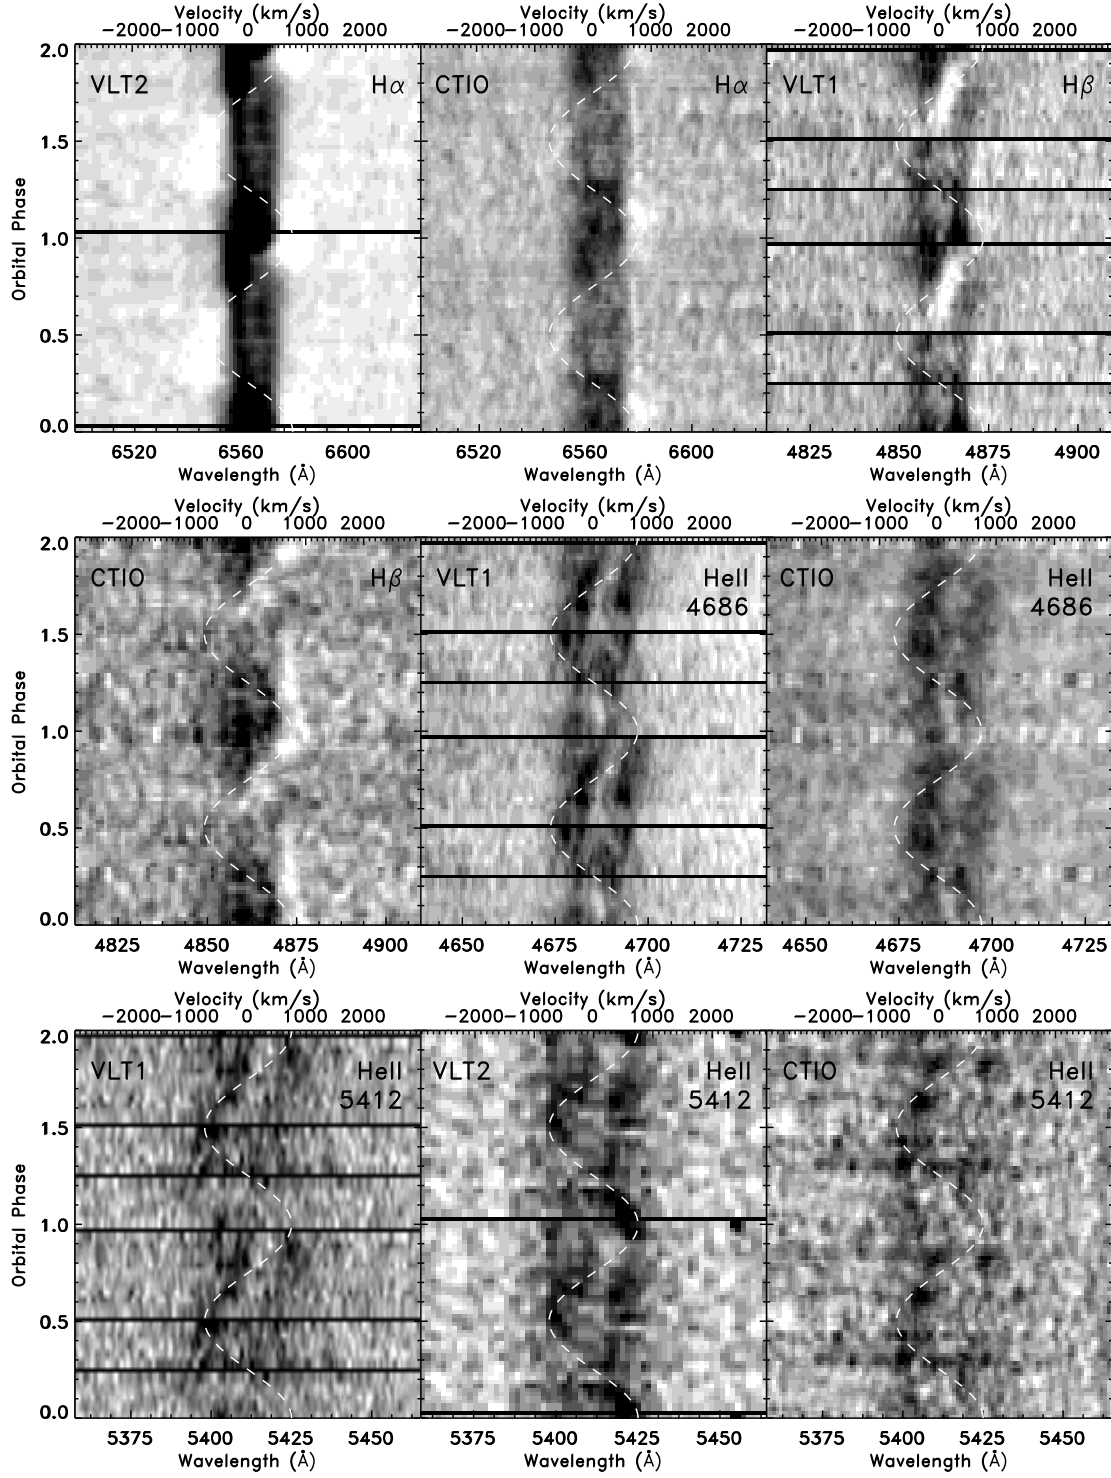 Velocity (km/s) Velocity (km/s) Velocity (km/s)
−2000 −1000 0 1000 2000 −2000 −1000 0 1000 2000 −2000 −1000 0 1000 2000
2.0
VLT2 Hα CTIO Hα VLT1 Hβ
1.5
Orbital Phase
1.0
0.5
0.0
6520 6560 6600 6520 6560 6600 4825 4850 4875 4900
Wavelength (Å) Wavelength (Å) Wavelength (Å)
Velocity (km/s) Velocity (km/s) Velocity (km/s)
−2000 −1000 0 1000 2000 −2000 −1000 0 1000 2000 −2000 −1000 0 1000 2000
2.0
CTIO Hβ VLT1 HeII CTIO HeII
4686 4686
1.5
Orbital Phase
1.0
0.5
0.0
4825 4850 4875 4900 4650 4675 4700 4725 4650 4675 4700 4725
Wavelength (Å) Wavelength (Å) Wavelength (Å)
Velocity (km/s) Velocity (km/s) Velocity (km/s)
−2000 −1000 0 1000 2000 −2000 −1000 0 1000 2000 −2000 −1000 0 1000 2000
2.0
VLT1 HeII VLT2 HeII CTIO HeII
5412 5412 5412
1.5
Orbital Phase
1.0
0.5
0.0
5375 5400 5425 5450 5375 5400 5425 5450 5375 5400 5425 5450
Wavelength (Å) Wavelength (Å) Wavelength (Å)